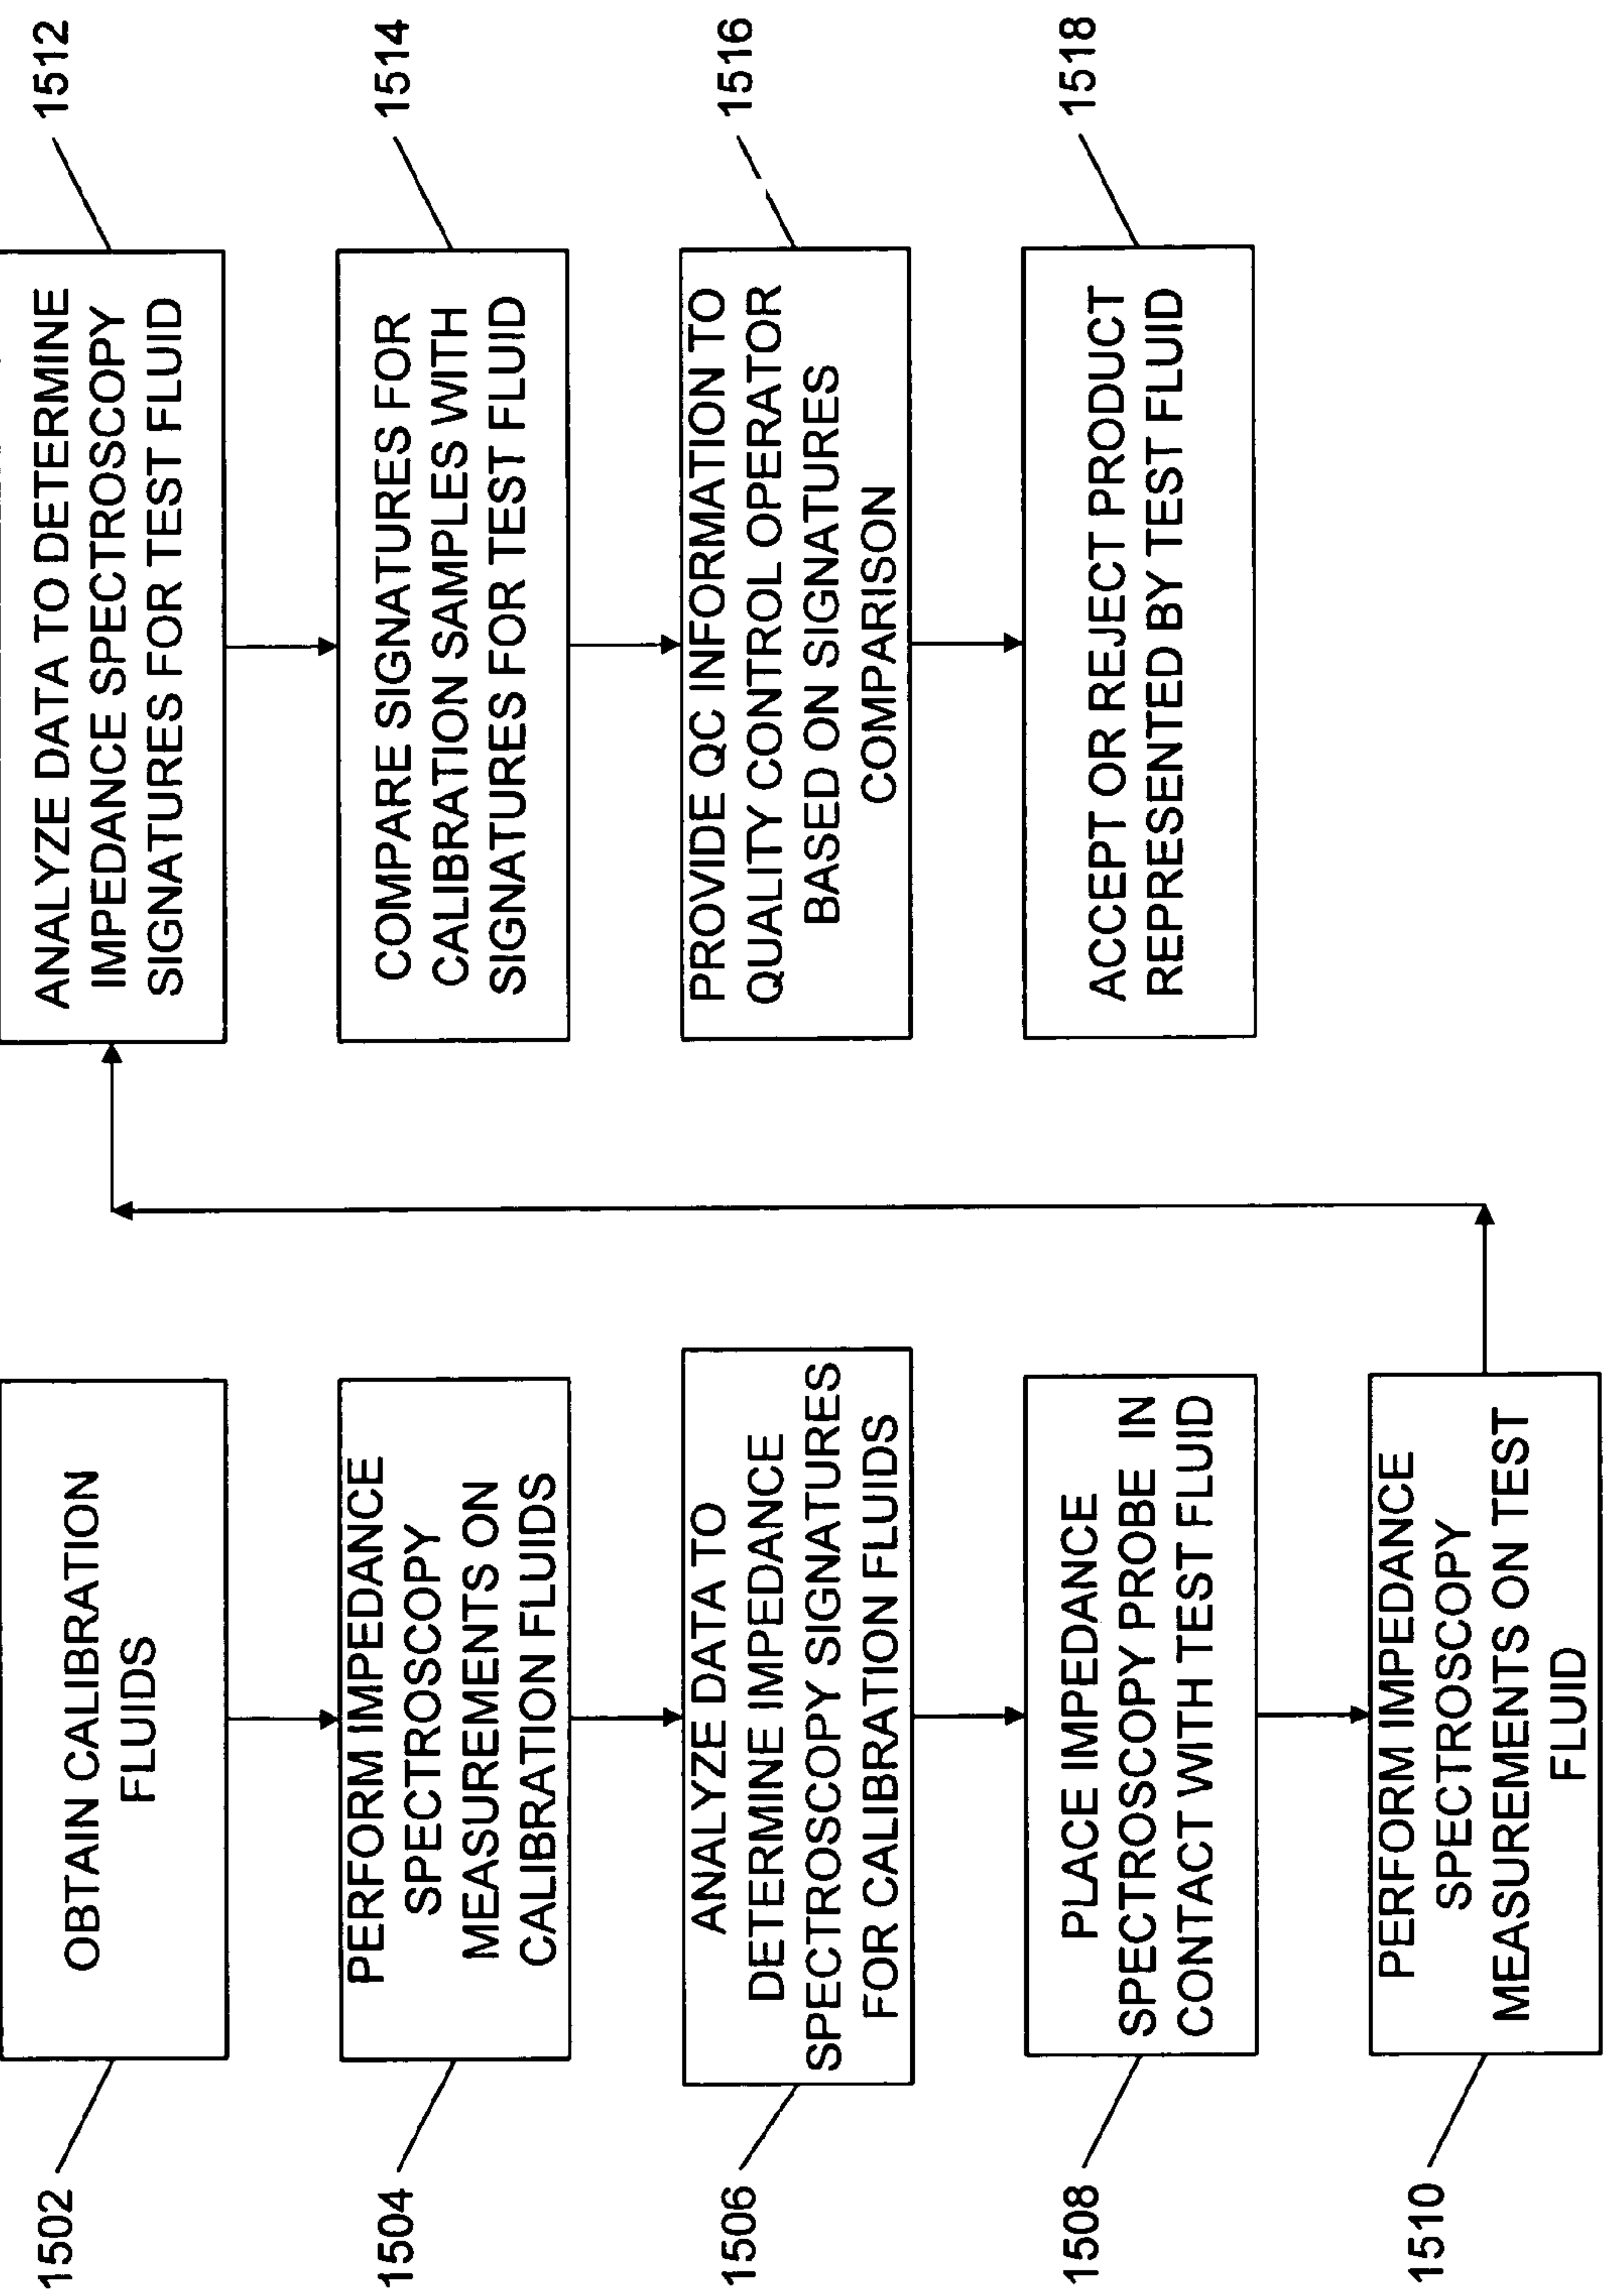 1502
OBTAIN CALIBRATION
FLUIDS
1504
PERFORM IMPEDANCE
SPECTROSCOPY
MEASUREMENTS ON
CALIBRATION FLUIDS
1506
ANALYZE DATA TO
DETERMINE IMPEDANCE
SPECTROSCOPY SIGNATURES
FOR CALIBRATION FLUIDS
1508
PLACE IMPEDANCE
SPECTROSCOPY PROBE IN
CONTACT WITH TEST FLUID
1510
PERFORM IMPEDANCE
SPECTROSCOPY
MEASUREMENTS ON TEST
FLUID
1512
ANALYZE DATA TO DETERMINE
IMPEDANCE SPECTROSCOPY
SIGNATURES FOR TEST FLUID
1514
COMPARE SIGNATURES FOR
CALIBRATION SAMPLES WITH
SIGNATURES FOR TEST FLUID
1516
PROVIDE QC INFORMATION TO
QUALITY CONTROL OPERATOR
BASED ON SIGNATURES
COMPARISON
1518
ACCEPT OR REJECT PRODUCT
REPRESENTED BY TEST FLUID